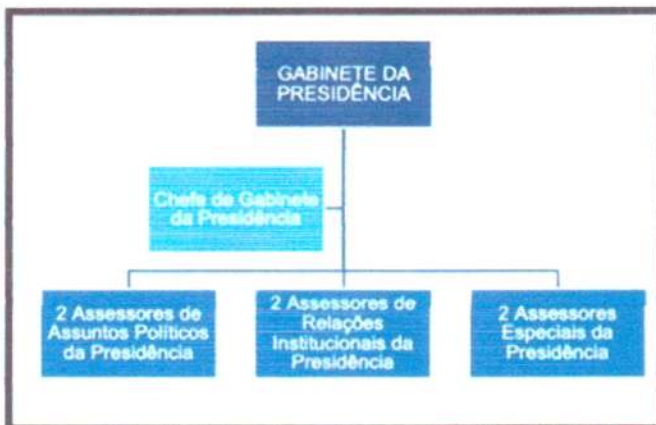 GABINETE DA
PRESIDÊNCIA
Chefe de Gabinete
da Presidência
2 Assessores de
Assuntos Políticos
da Presidência
2 Assessores de
Relações
Institucionais da
Presidência
2 Assessores
Especiais da
Presidência